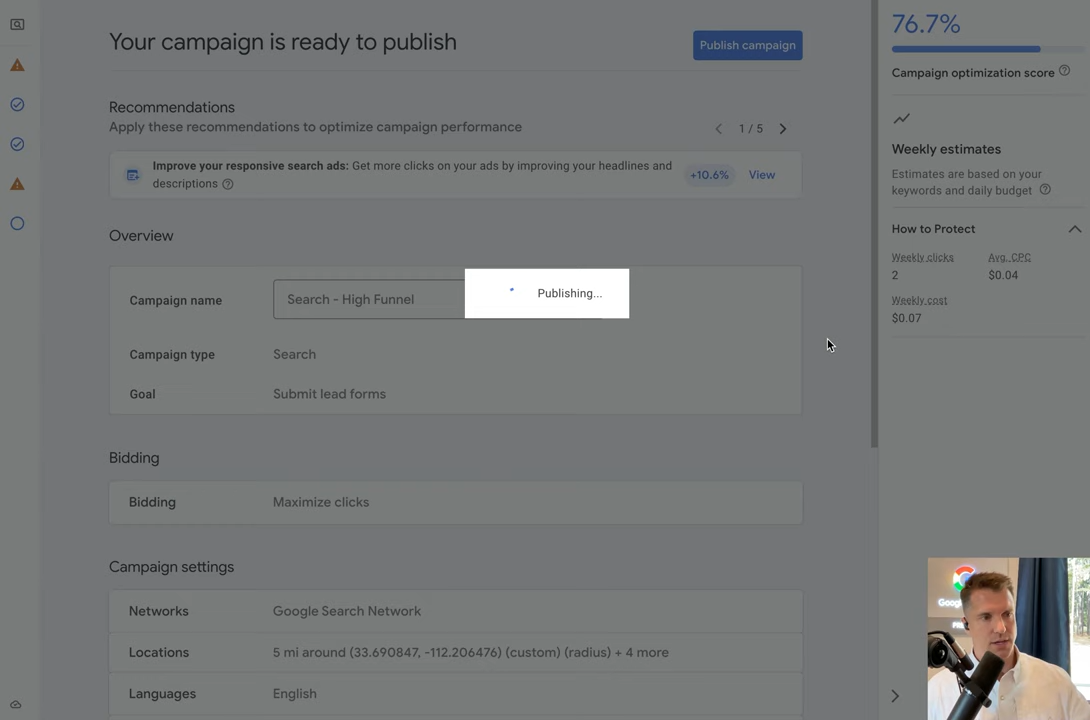 Your campaign is ready to publish
Publish campaign
Recommendations
Apply these recommendations to optimize campaign performance
1 / 5
Improve your responsive search ads: Get more clicks on your ads by improving your headlines and
descriptions
+10.6%
View
Overview
Campaign name
Search - High Funnel
Publishing...
Campaign type
Search
Goal
Submit lead forms
Bidding
Bidding
Maximize clicks
Campaign settings
Networks
Google Search Network
Locations
5 mi around (33.690847, -112.206476) (custom) (radius) + 4 more
Languages
English
76.7%
Campaign optimization score
Weekly estimates
Estimates are based on your
keywords and daily budget
How to Protect
Weekly clicks
Avg. CPC
2
$0.04
Weekly cost
$0.07